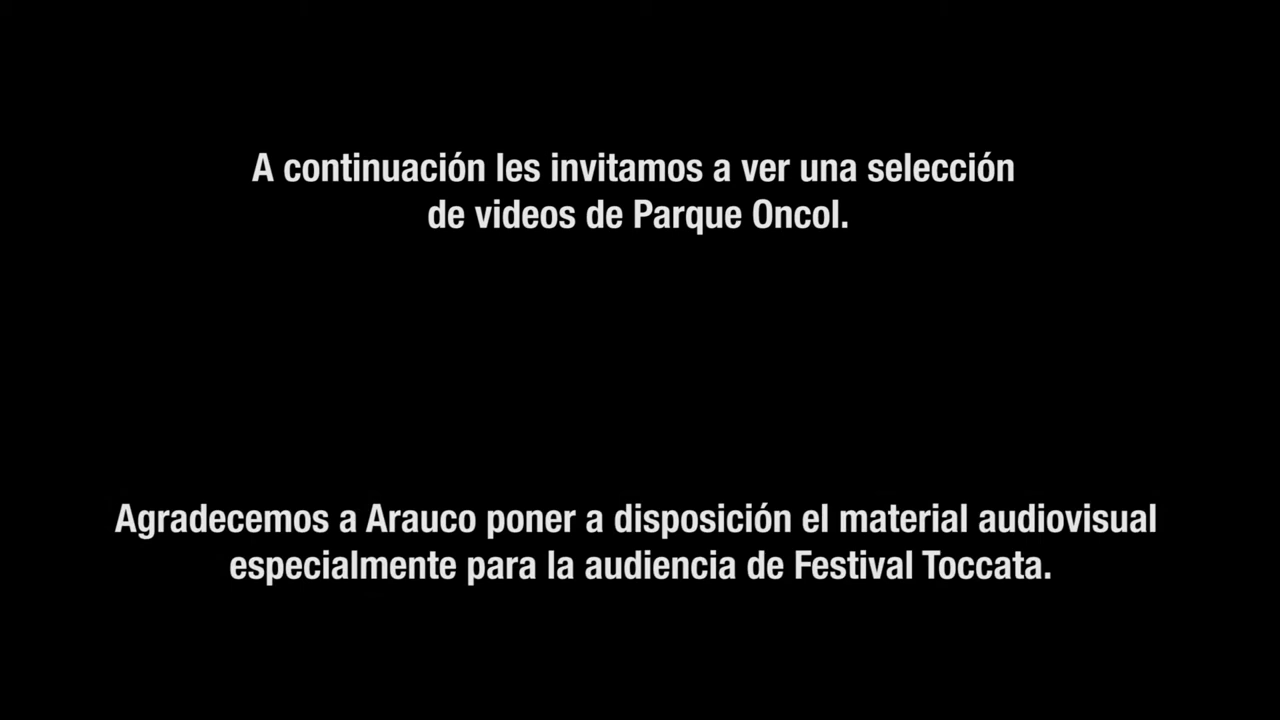 A continuación les invitamos a ver una selección
de videos de Parque Oncol.
Agradecemos a Arauco poner a disposición el material audiovisual
especialmente para la audiencia de Festival Toccata.